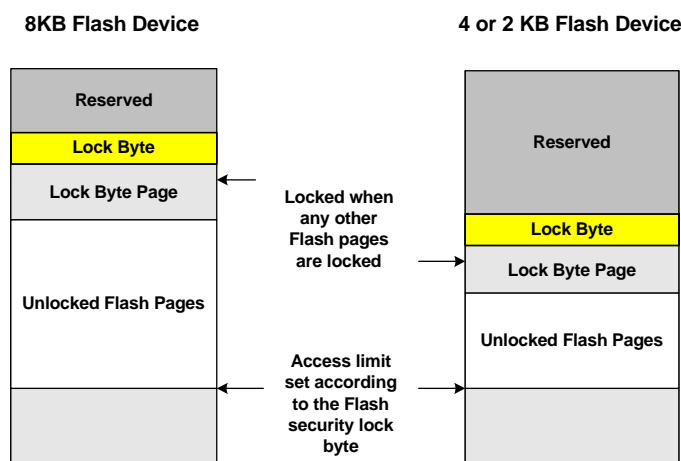 8KB Flash Device
4 or 2 KB Flash Device
Reserved
Lock Byte
Lock Byte Page
Unlocked Flash Pages
Locked when
any other
Flash pages
are locked
Access limit
set according
to the Flash
security lock
byte
Reserved
Lock Byte
Lock Byte Page
Unlocked Flash Pages